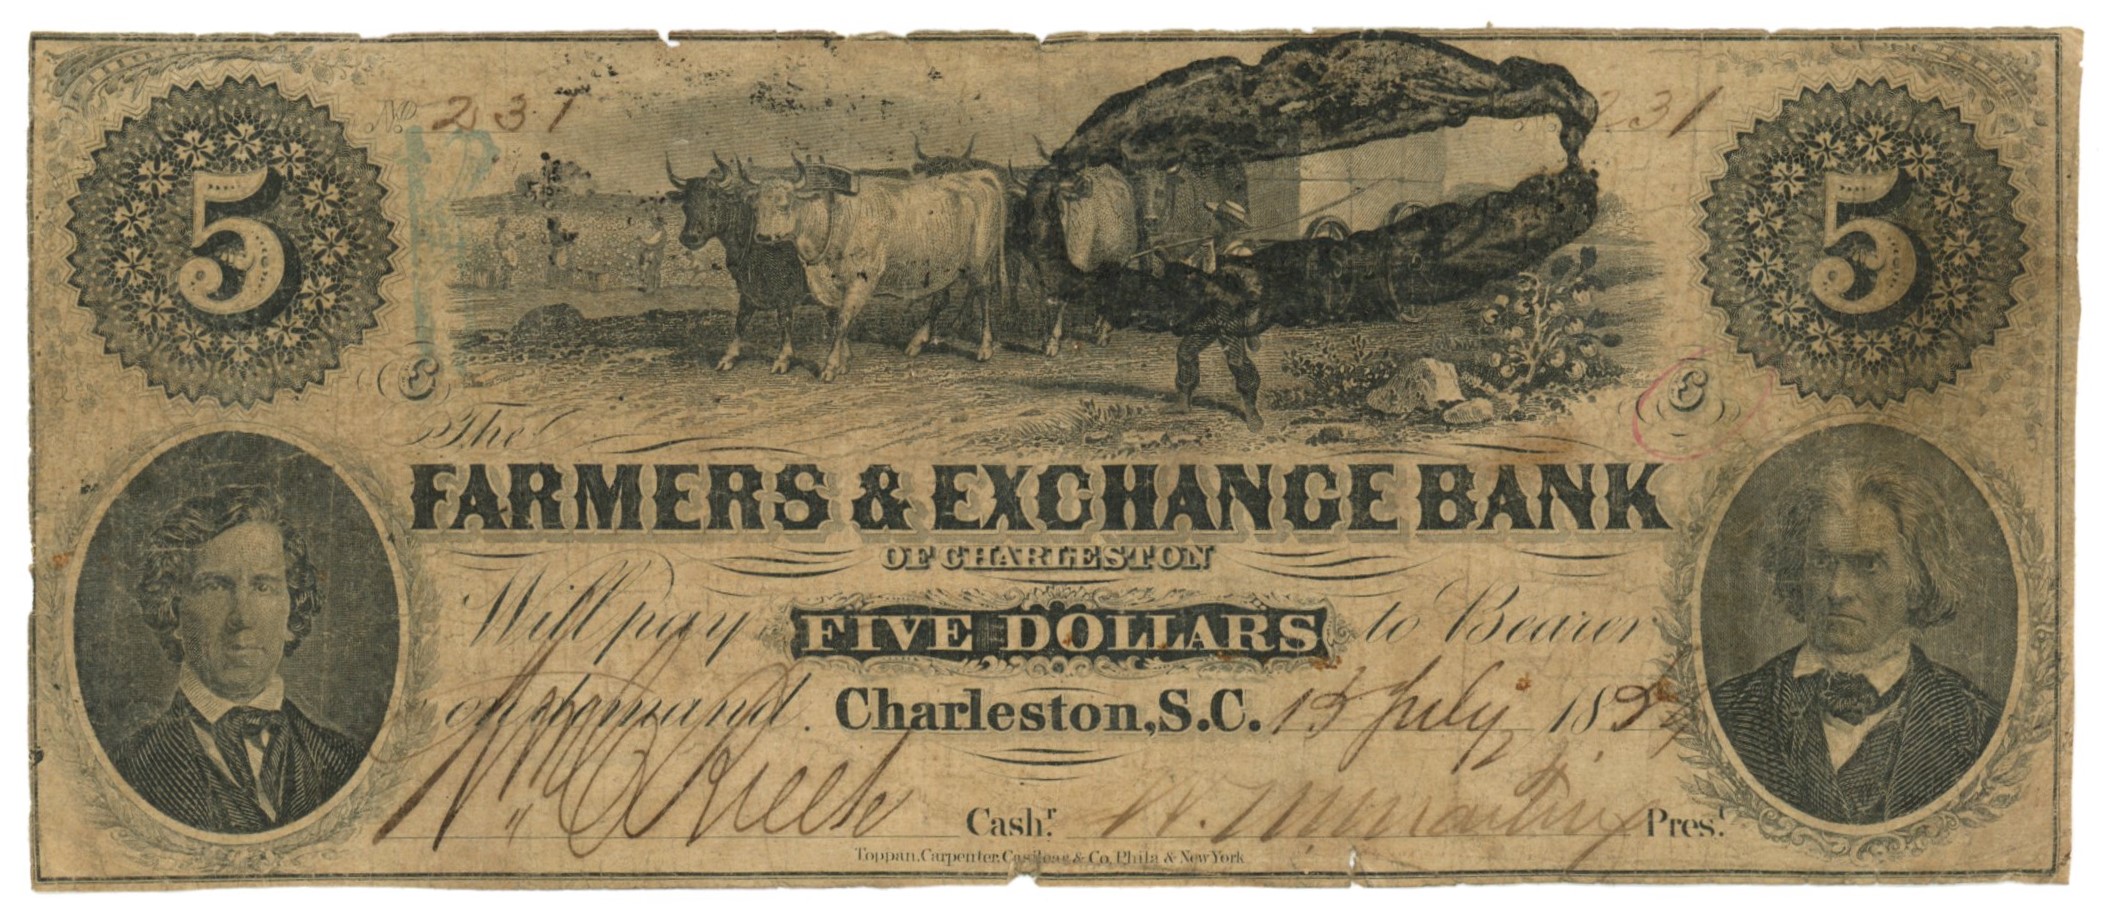 5 No. 231 231 5
C C
The
FARMERS & EXCHANGE BANK
OF CHARLESTON
Will pay FIVE DOLLARS to Bearer
on demand. Charleston, S.C. 15 July 185
Cash.r Pres.t
Toppan, Carpenter, Casilear & Co. Phila & New York